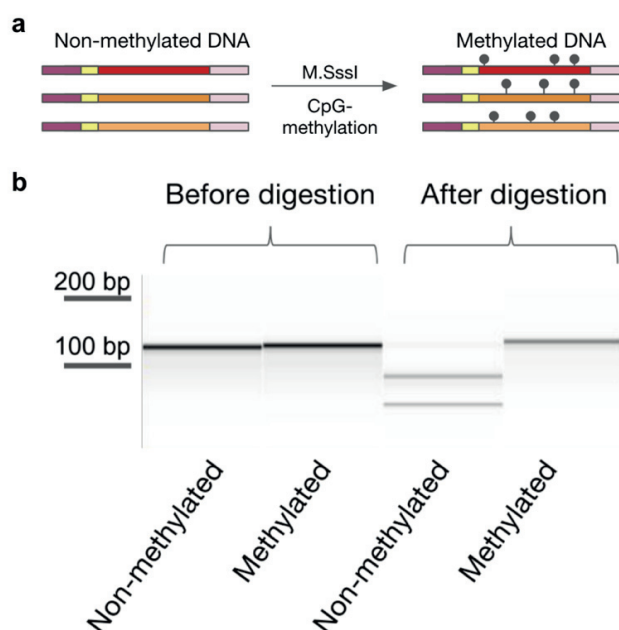 a
Non-methylated DNA
Methylated DNA
M.SssI
CpG-
methylation
b
Before digestion
After digestion
200 bp
100 bp
Non-methylated
Methylated
Non-methylated
Methylated